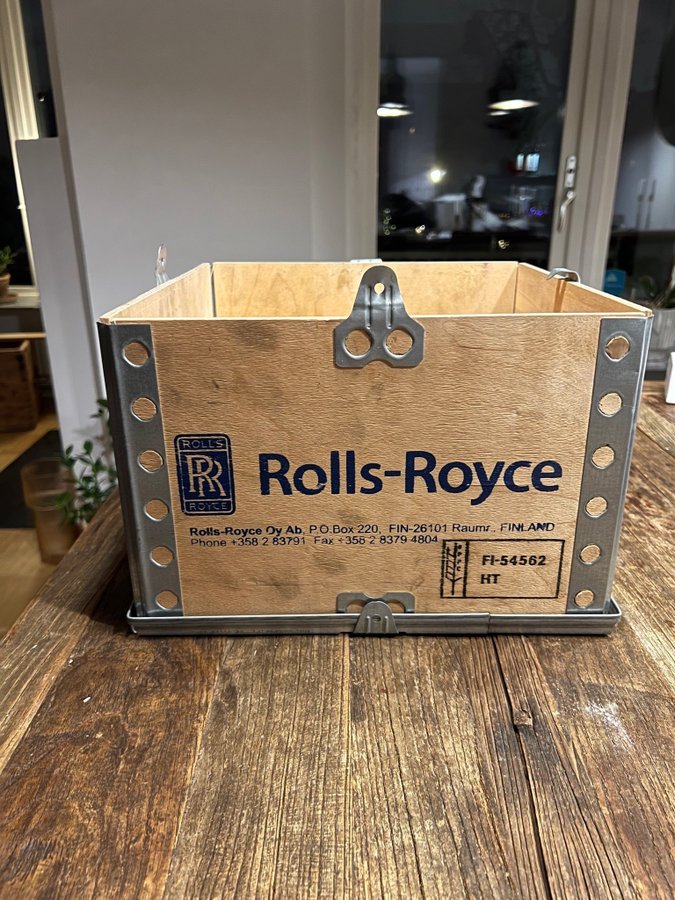 ROLLS
RR
ROYCE
Rolls-Royce
Rolls-Royce Oy Ab, P.O.Box 220, FIN-26101 Raumr., FINLAND
Phone +358 2 83791 Fax +358 2 8379 4804
FI-54562
HT